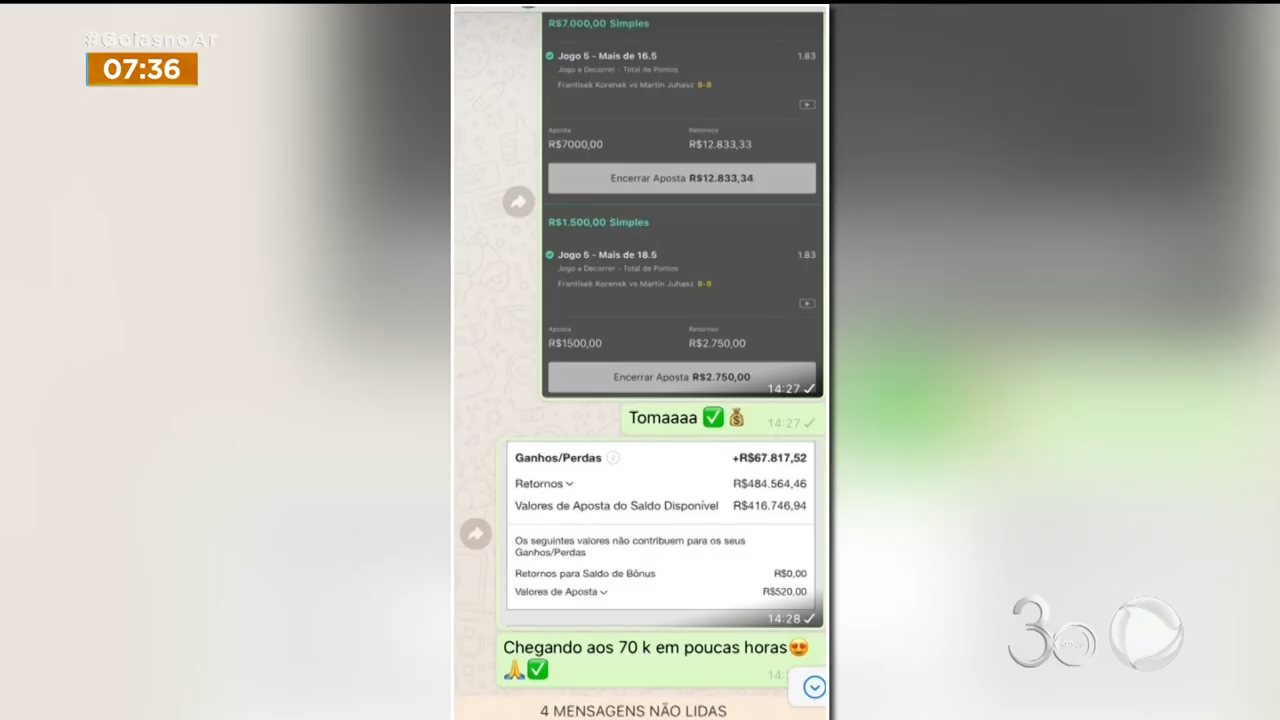 #GoiásnoAr
07:36
R$7.000,00 Simples
Jogo 5 - Mais de 16.5 1.83
Jogo a Decorrer - Total de Pontos
Frantisek Korenek vs Martin Juhasz 8-8
Aposta Retornos
R$7000,00 R$12.833,33
Encerrar Aposta R$12.833,34
R$1.500,00 Simples
Jogo 5 - Mais de 18.5 1.83
Jogo a Decorrer - Total de Pontos
Frantisek Korenek vs Martin Juhasz 8-8
Aposta Retornos
R$1500,00 R$2.750,00
Encerrar Aposta R$2.750,00
14:27
Tomaaaa ✅💰 14:27
Ganhos/Perdas +R$67.817,52
Retornos R$484.564,46
Valores de Aposta do Saldo Disponível R$416.746,94
Os seguintes valores não contribuem para os seus
Ganhos/Perdas
Retornos para Saldo de Bônus R$0,00
Valores de Aposta R$520,00
14:28
Chegando aos 70 k em poucas horas😍
🙏✅ 14:
4 MENSAGENS NÃO LIDAS
30